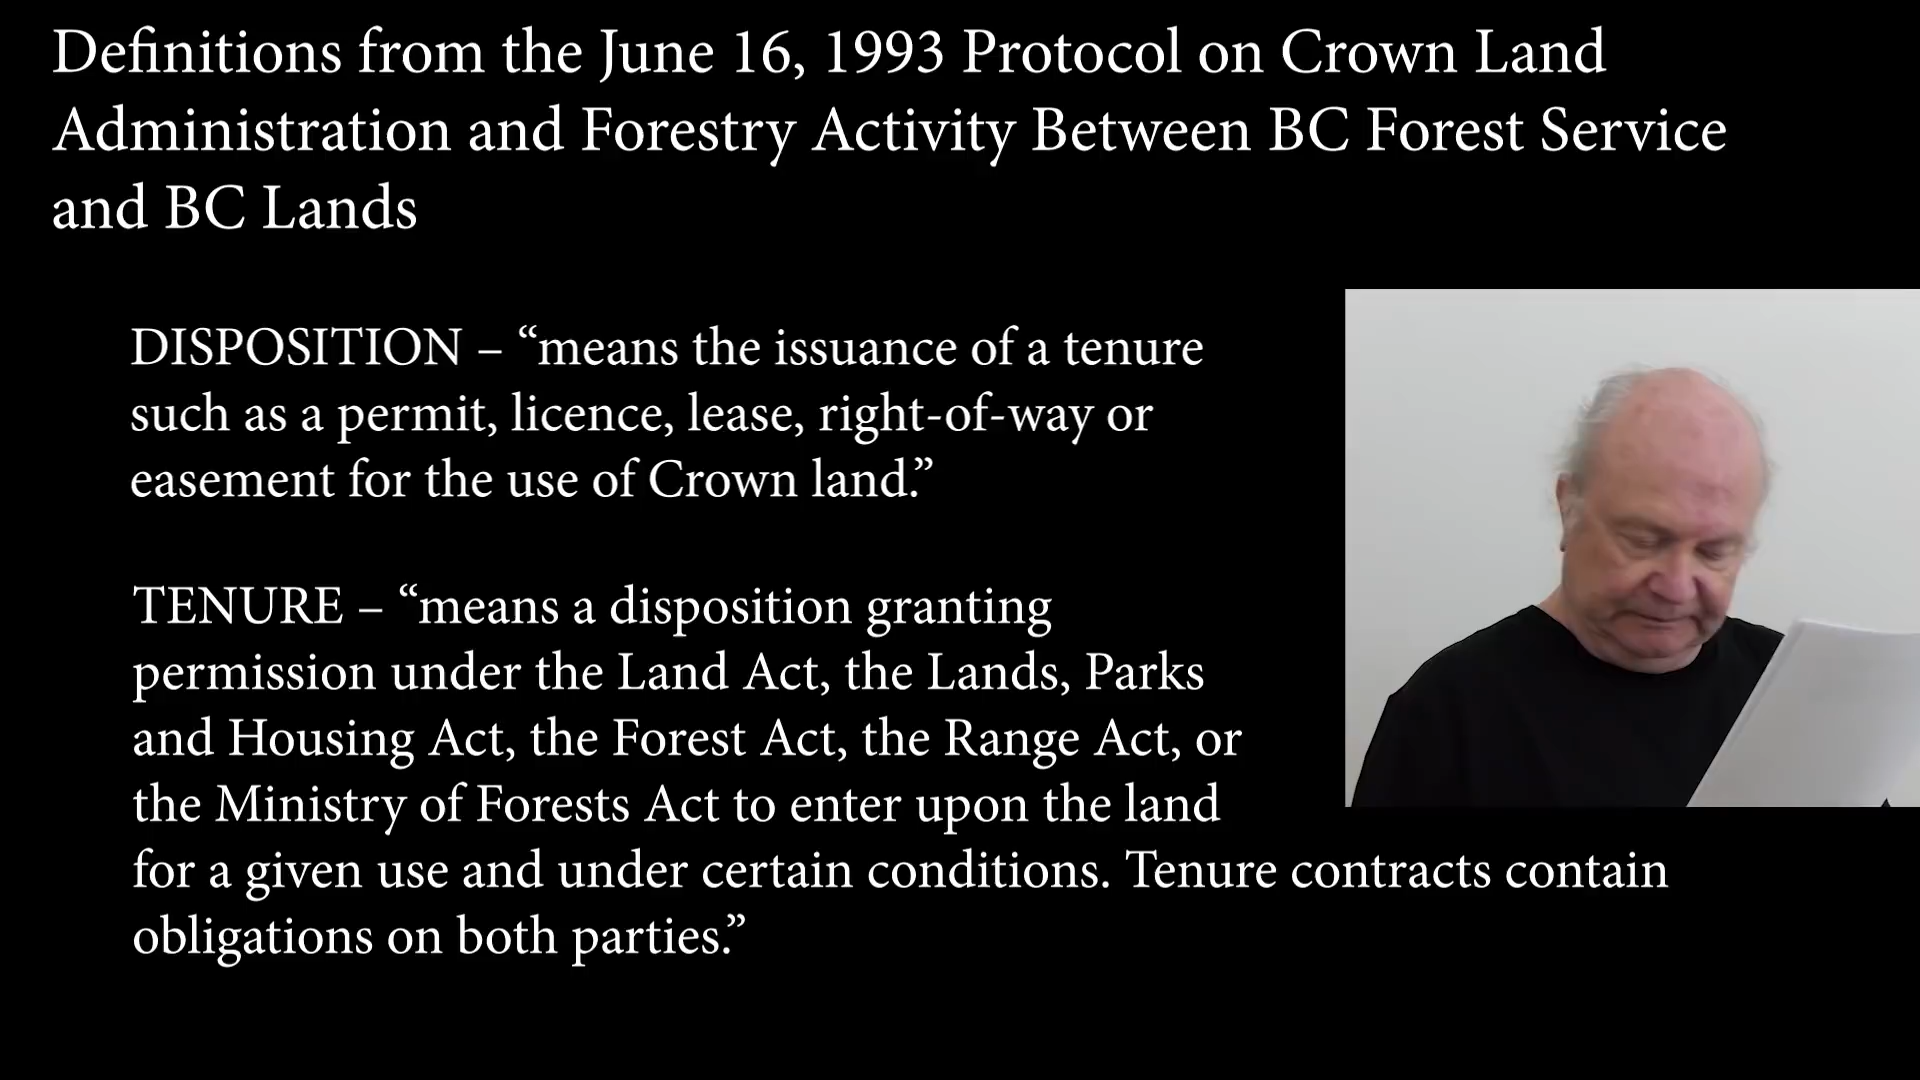 Definitions from the June 16, 1993 Protocol on Crown Land
Administration and Forestry Activity Between BC Forest Service
and BC Lands
DISPOSITION – “means the issuance of a tenure
such as a permit, licence, lease, right-of-way or
easement for the use of Crown land.”
TENURE – “means a disposition granting
permission under the Land Act, the Lands, Parks
and Housing Act, the Forest Act, the Range Act, or
the Ministry of Forests Act to enter upon the land
for a given use and under certain conditions. Tenure contracts contain
obligations on both parties.”